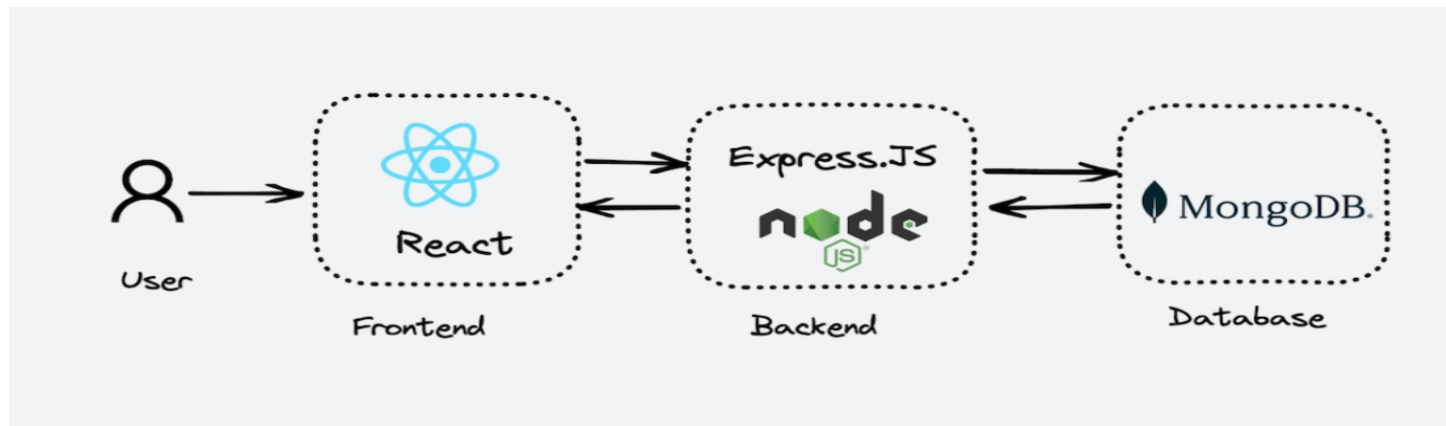 React
User
Frontend
Express.JS
node
JS
Backend
MongoDB.
Database